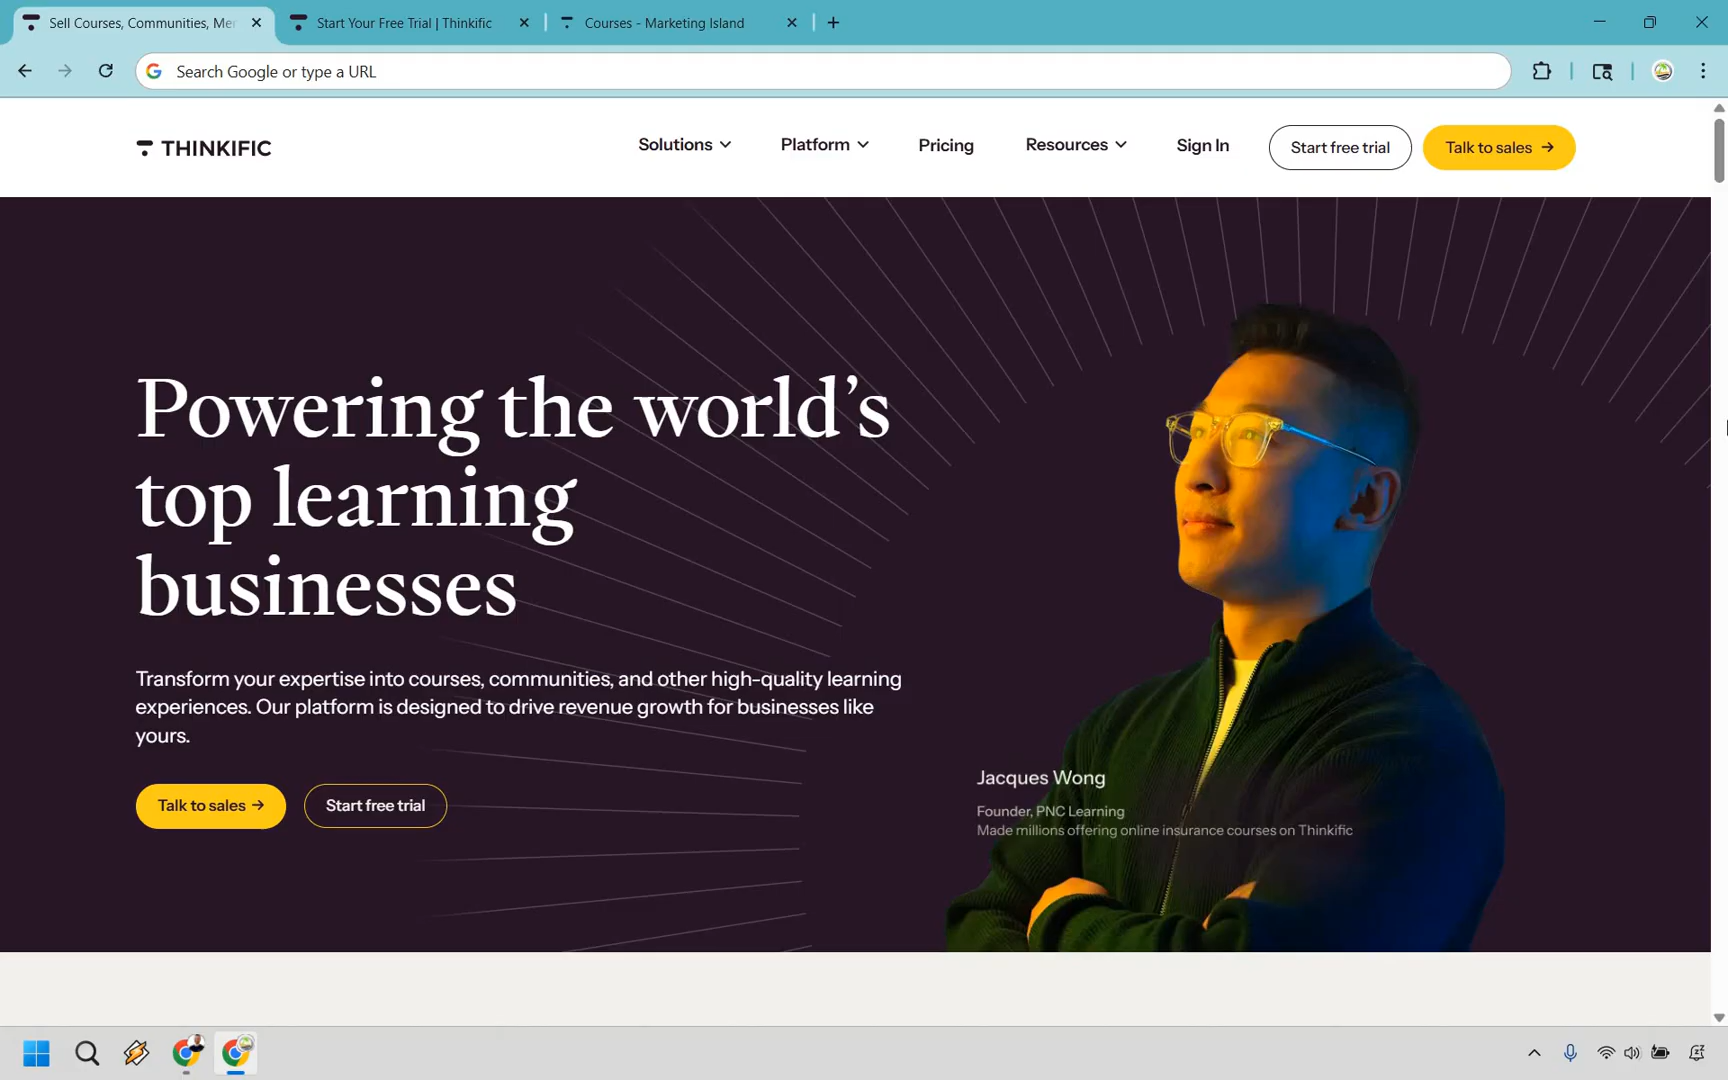 Sell Courses, Communities, Me
Start Your Free Trial | Thinkific
Courses - Marketing Island
Search Google or type a URL
THINKIFIC
Solutions
Platform
Pricing
Resources
Sign In
Start free trial
Talk to sales →
Powering the world’s
top learning
businesses
Transform your expertise into courses, communities, and other high-quality learning
experiences. Our platform is designed to drive revenue growth for businesses like
yours.
Talk to sales →
Start free trial
Jacques Wong
Founder, PNC Learning
Made millions offering online insurance courses on Thinkific